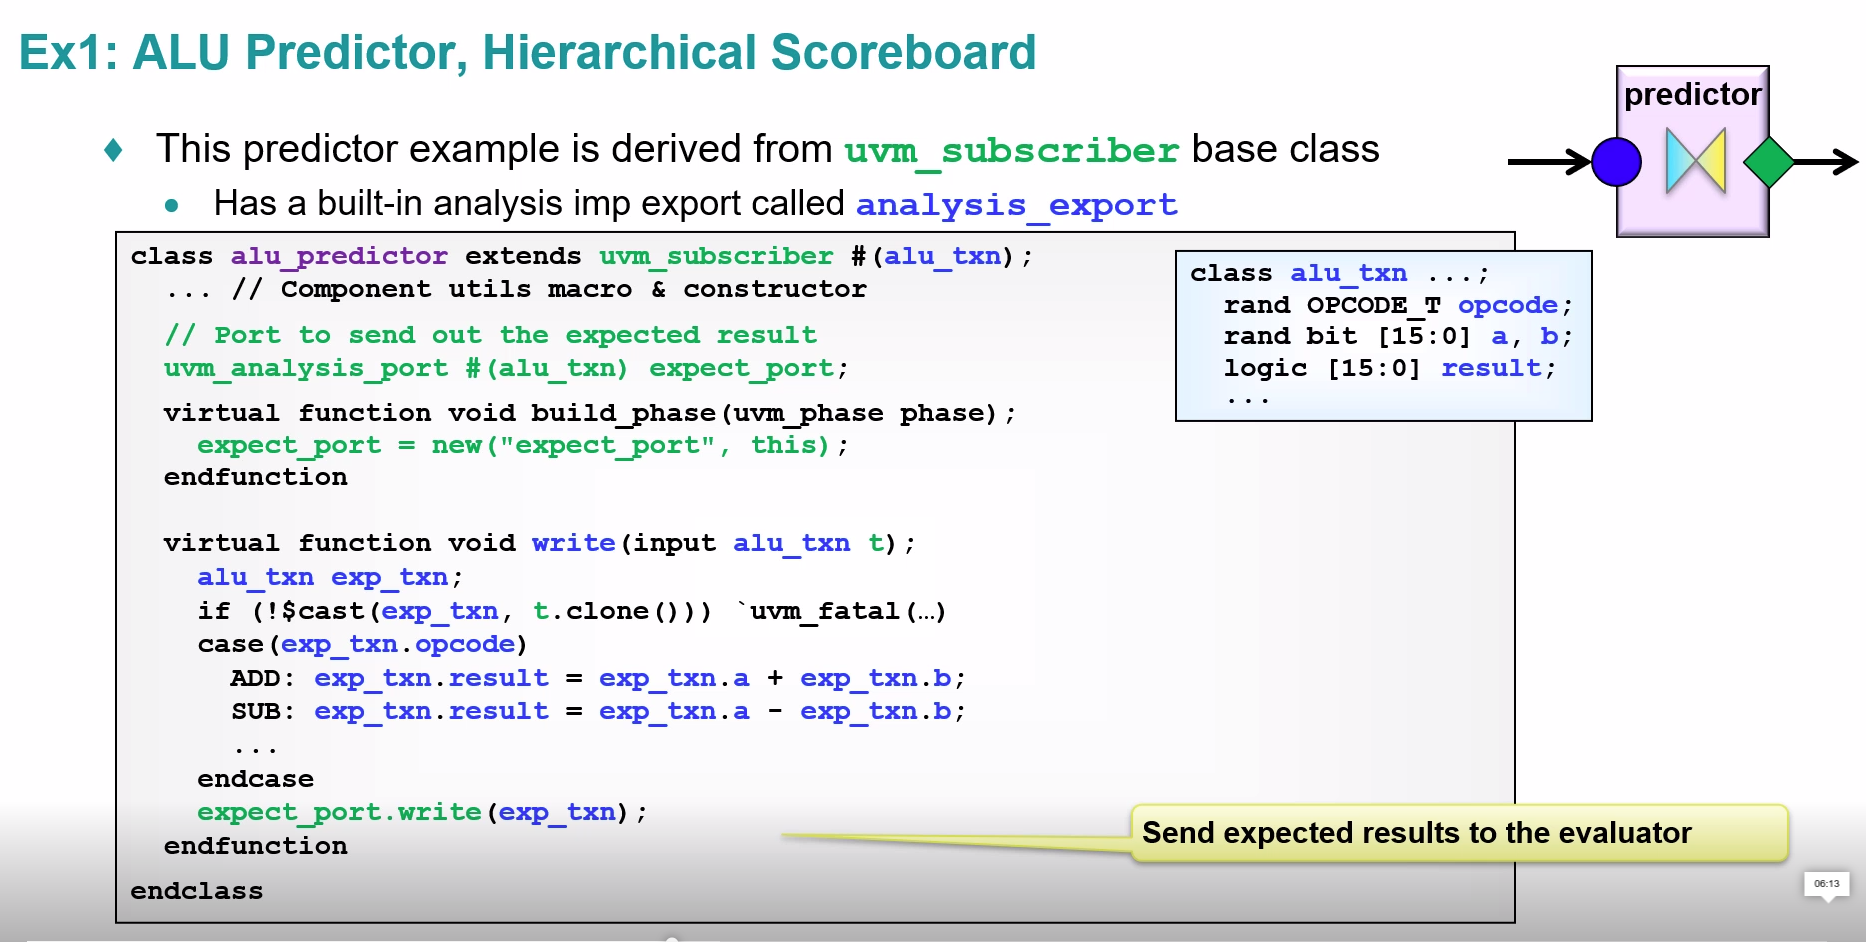 Ex1: ALU Predictor, Hierarchical Scoreboard
predictor
This predictor example is derived from uvm_subscriber base class
Has a built-in analysis imp export called analysis_export
class alu_predictor extends uvm_subscriber #(alu_txn);
... // Component utils macro & constructor
// Port to send out the expected result
uvm_analysis_port #(alu_txn) expect_port;
virtual function void build_phase(uvm_phase phase);
expect_port = new("expect_port", this);
endfunction
virtual function void write(input alu_txn t);
alu_txn exp_txn;
if (!$cast(exp_txn, t.clone())) `uvm_fatal(…)
case(exp_txn.opcode)
ADD: exp_txn.result = exp_txn.a + exp_txn.b;
SUB: exp_txn.result = exp_txn.a - exp_txn.b;
...
endcase
expect_port.write(exp_txn);
endfunction
endclass
class alu_txn ...;
rand OPCODE_T opcode;
rand bit [15:0] a, b;
logic [15:0] result;
...
Send expected results to the evaluator
06:13